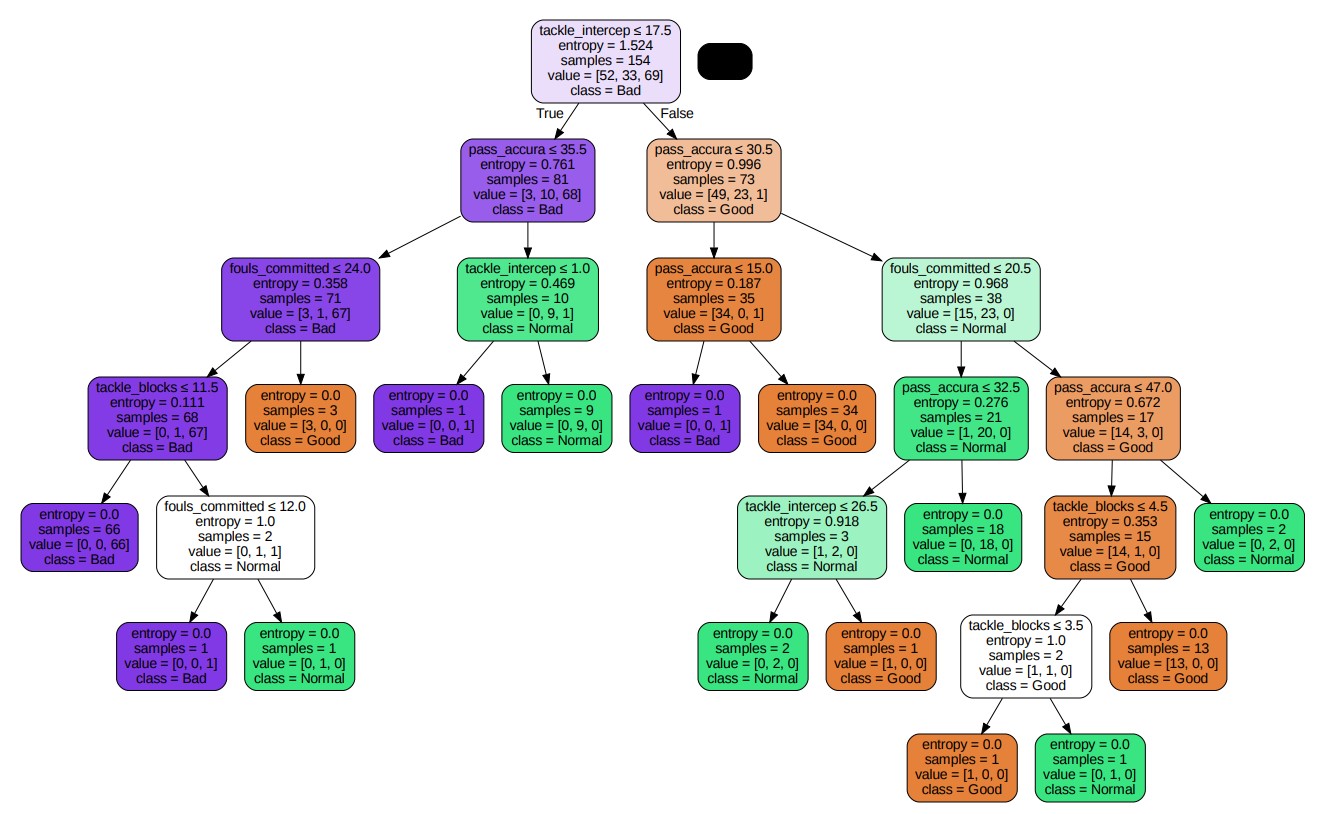 tackle_intercep ≤ 17.5
entropy = 1.524
samples = 154
value = [52, 33, 69]
class = Bad
True
False
pass_accura ≤ 35.5
entropy = 0.761
samples = 81
value = [3, 10, 68]
class = Bad
pass_accura ≤ 30.5
entropy = 0.996
samples = 73
value = [49, 23, 1]
class = Good
fouls_committed ≤ 24.0
entropy = 0.358
samples = 71
value = [3, 1, 67]
class = Bad
tackle_intercep ≤ 1.0
entropy = 0.469
samples = 10
value = [0, 9, 1]
class = Normal
pass_accura ≤ 15.0
entropy = 0.187
samples = 35
value = [34, 0, 1]
class = Good
fouls_committed ≤ 20.5
entropy = 0.968
samples = 38
value = [15, 23, 0]
class = Normal
tackle_blocks ≤ 11.5
entropy = 0.111
samples = 68
value = [0, 1, 67]
class = Bad
entropy = 0.0
samples = 3
value = [3, 0, 0]
class = Good
entropy = 0.0
samples = 1
value = [0, 0, 1]
class = Bad
entropy = 0.0
samples = 9
value = [0, 9, 0]
class = Normal
entropy = 0.0
samples = 1
value = [0, 0, 1]
class = Bad
entropy = 0.0
samples = 34
value = [34, 0, 0]
class = Good
pass_accura ≤ 32.5
entropy = 0.276
samples = 21
value = [1, 20, 0]
class = Normal
pass_accura ≤ 47.0
entropy = 0.672
samples = 17
value = [14, 3, 0]
class = Good
entropy = 0.0
samples = 66
value = [0, 0, 66]
class = Bad
fouls_committed ≤ 12.0
entropy = 1.0
samples = 2
value = [0, 1, 1]
class = Normal
tackle_intercep ≤ 26.5
entropy = 0.918
samples = 3
value = [1, 2, 0]
class = Normal
entropy = 0.0
samples = 18
value = [0, 18, 0]
class = Normal
tackle_blocks ≤ 4.5
entropy = 0.353
samples = 15
value = [14, 1, 0]
class = Good
entropy = 0.0
samples = 2
value = [0, 2, 0]
class = Normal
entropy = 0.0
samples = 1
value = [0, 0, 1]
class = Bad
entropy = 0.0
samples = 1
value = [0, 1, 0]
class = Normal
entropy = 0.0
samples = 2
value = [0, 2, 0]
class = Normal
entropy = 0.0
samples = 1
value = [1, 0, 0]
class = Good
tackle_blocks ≤ 3.5
entropy = 1.0
samples = 2
value = [1, 1, 0]
class = Good
entropy = 0.0
samples = 13
value = [13, 0, 0]
class = Good
entropy = 0.0
samples = 1
value = [1, 0, 0]
class = Good
entropy = 0.0
samples = 1
value = [0, 1, 0]
class = Normal